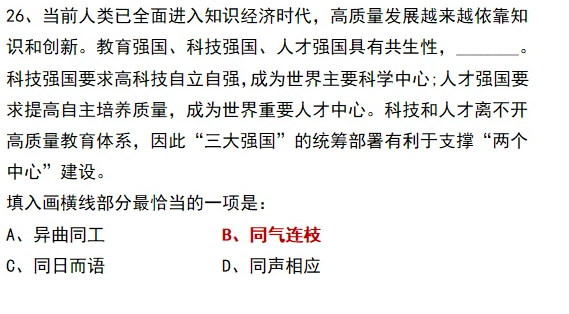 26、当前人类已全面进入知识经济时代，高质量发展越来越依靠知
识和创新。教育强国、科技强国、人才强国具有共生性，______。
科技强国要求高科技自立自强，成为世界主要科学中心；人才强国要
求提高自主培养质量，成为世界重要人才中心。科技和人才离不开
高质量教育体系，因此“三大强国”的统筹部署有利于支撑“两个
中心”建设。
填入画横线部分最恰当的一项是：
A、异曲同工 B、同气连枝
C、同日而语 D、同声相应